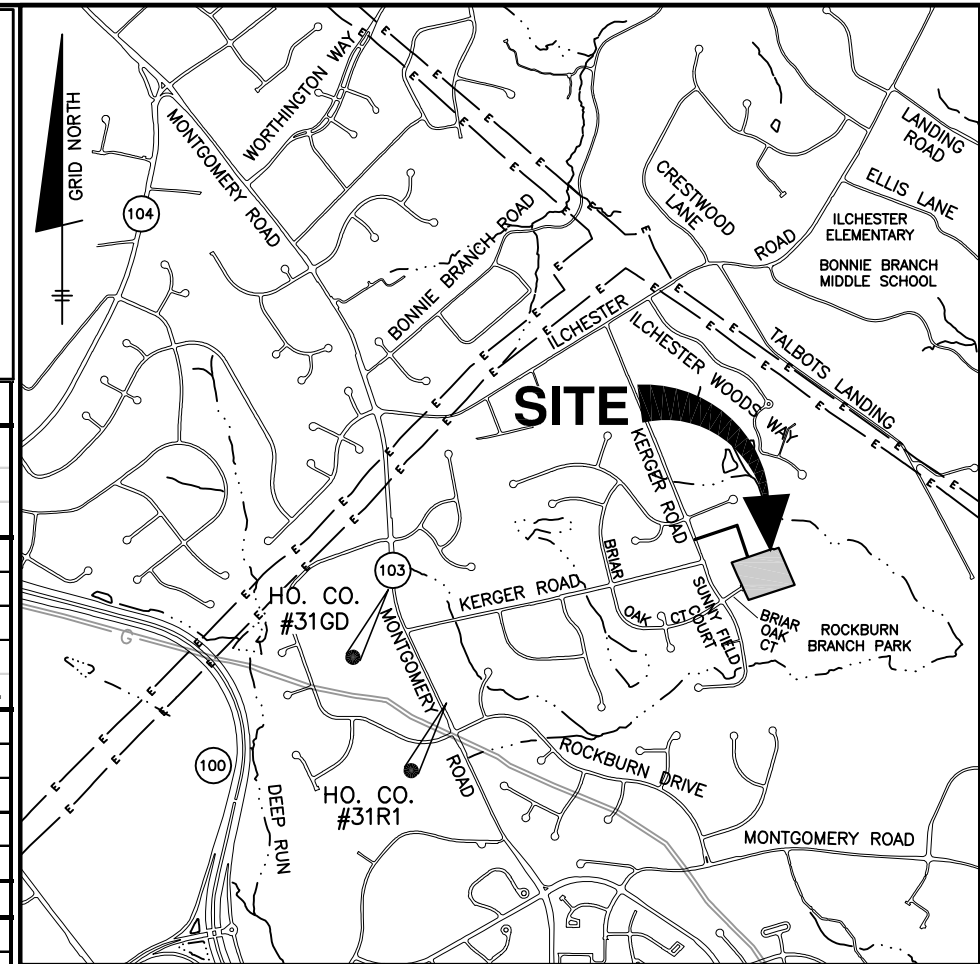 GRID NORTH
WORTHINGTON WAY
MONTGOMERY ROAD
104
LANDING
ROAD
ELLIS LANE
CRESTWOOD
LANE
ILCHESTER
ELEMENTARY
ROAD
BONNIE BRANCH
MIDDLE SCHOOL
BONNIE BRANCH ROAD
ILCHESTER
ILCHESTER WOODS WAY
TALBOTS LANDING
SITE
KERGER ROAD
103
HO. CO.
#31GD
KERGER ROAD
BRIAR
OAK CT
SUNNY FIELD
COURT
BRIAR
OAK
CT
ROCKBURN
BRANCH PARK
MONTGOMERY
ROAD
G
100
DEEP RUN
HO. CO.
#31R1
ROCKBURN DRIVE
MONTGOMERY ROAD
E E E E E E E E E E
E E E E E E E E E E